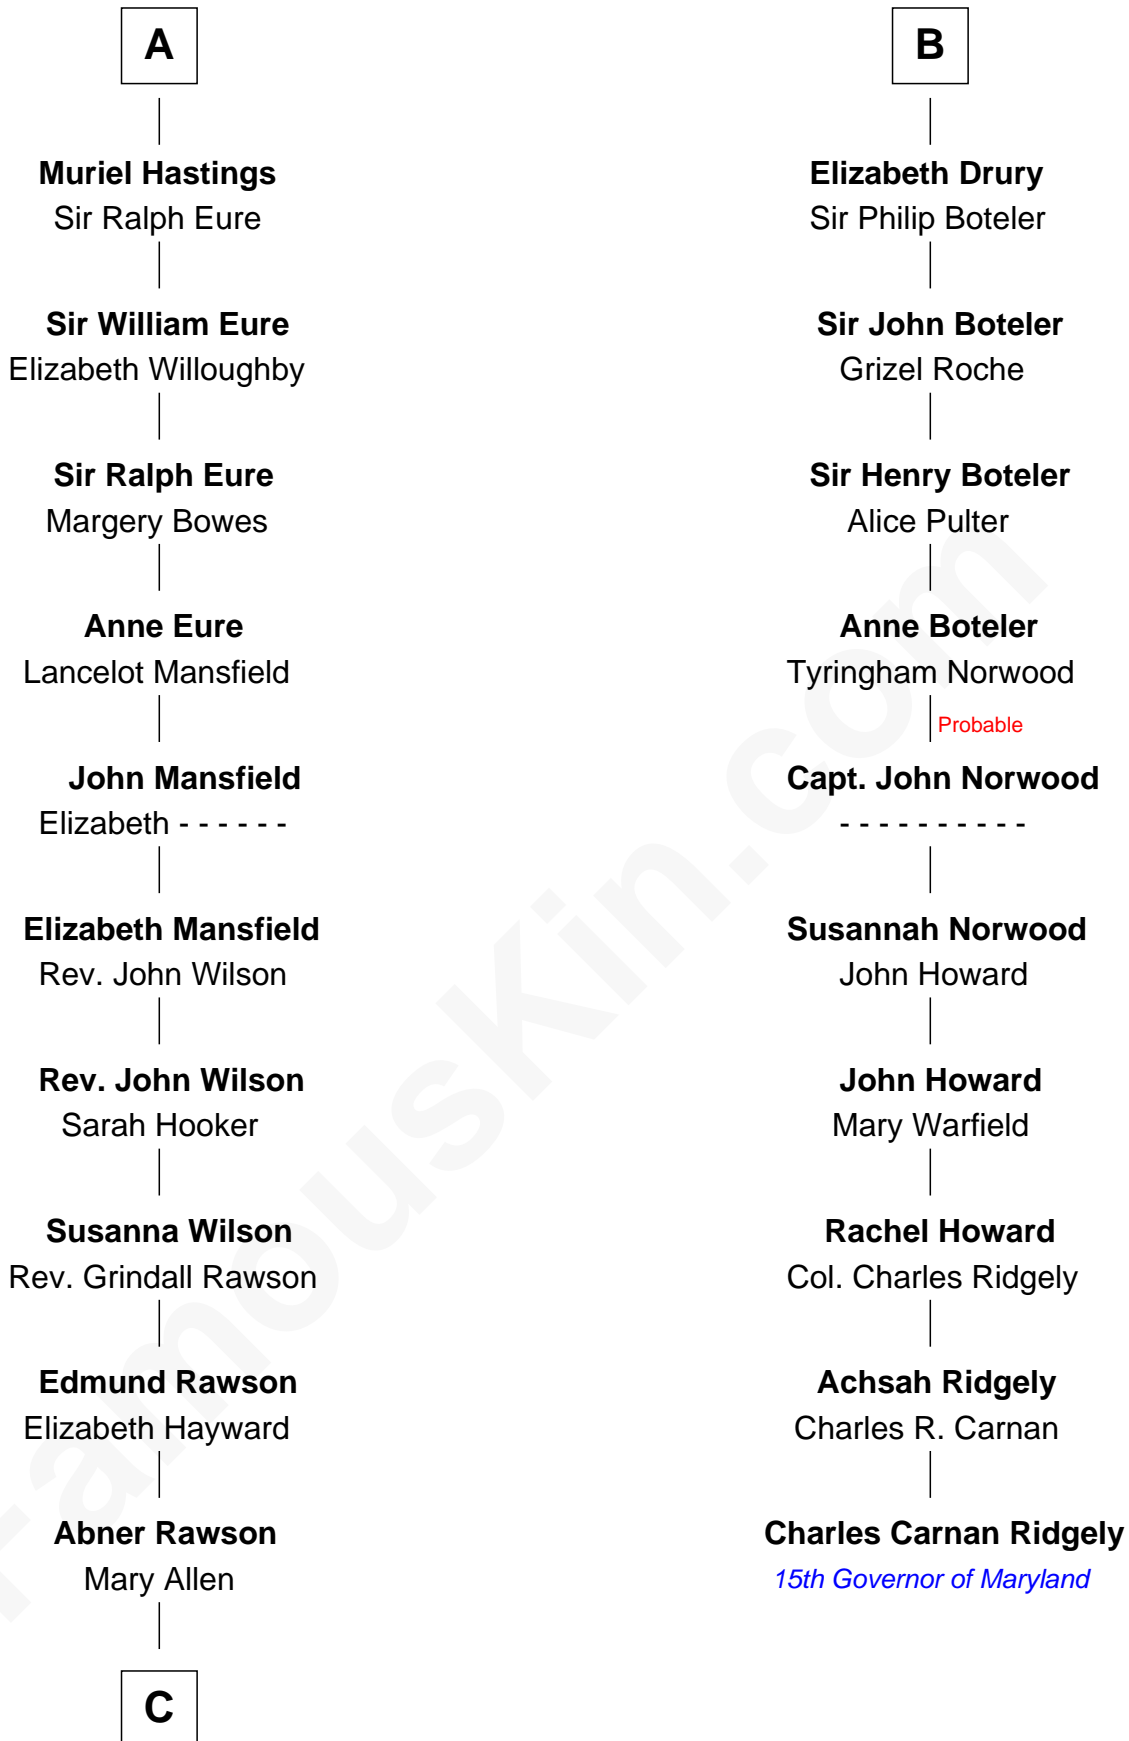 A
Muriel Hastings
Sir Ralph Eure
Sir William Eure
Elizabeth Willoughby
Sir Ralph Eure
Margery Bowes
Anne Eure
Lancelot Mansfield
John Mansfield
Elizabeth - - - - - -
Elizabeth Mansfield
Rev. John Wilson
Rev. John Wilson
Sarah Hooker
Susanna Wilson
Rev. Grindall Rawson
Edmund Rawson
Elizabeth Hayward
Abner Rawson
Mary Allen
C
B
Elizabeth Drury
Sir Philip Boteler
Sir John Boteler
Grizel Roche
Sir Henry Boteler
Alice Pulter
Anne Boteler
Tyringham Norwood
Probable
Capt. John Norwood
- - - - - - - - - -
Susannah Norwood
John Howard
John Howard
Mary Warfield
Rachel Howard
Col. Charles Ridgely
Achsah Ridgely
Charles R. Carnan
Charles Carnan Ridgely
15th Governor of Maryland
FamousKin.com